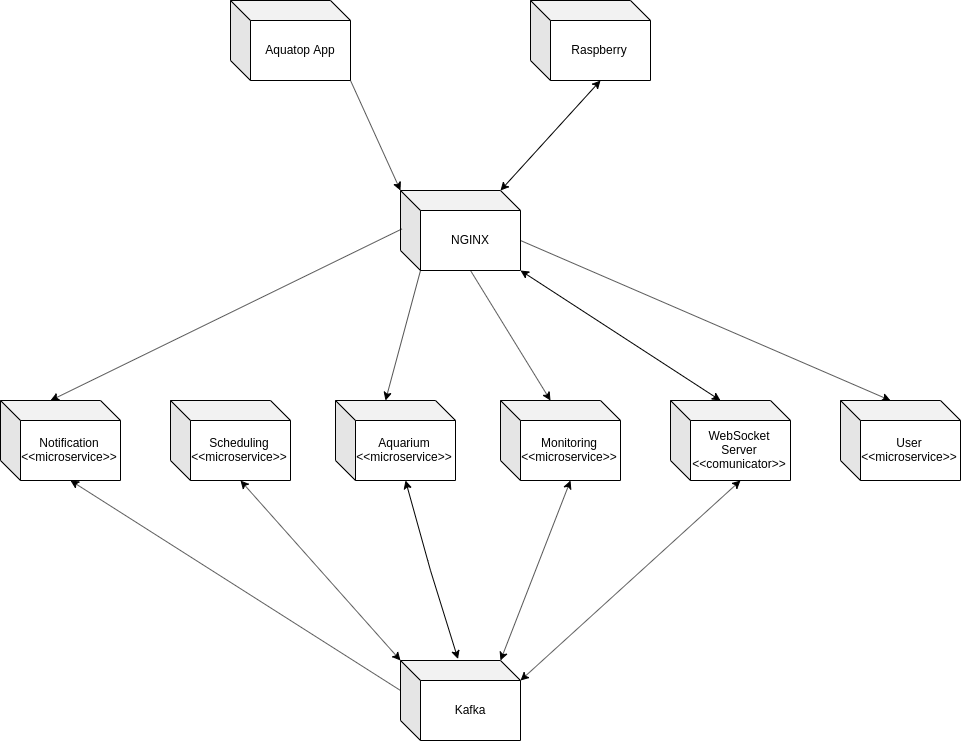 Aquatop App
Raspberry
NGINX
Notification
<<microservice>>
Scheduling
<<microservice>>
Aquarium
<<microservice>>
Monitoring
<<microservice>>
WebSocket
Server
<<comunicator>>
User
<<microservice>>
Kafka